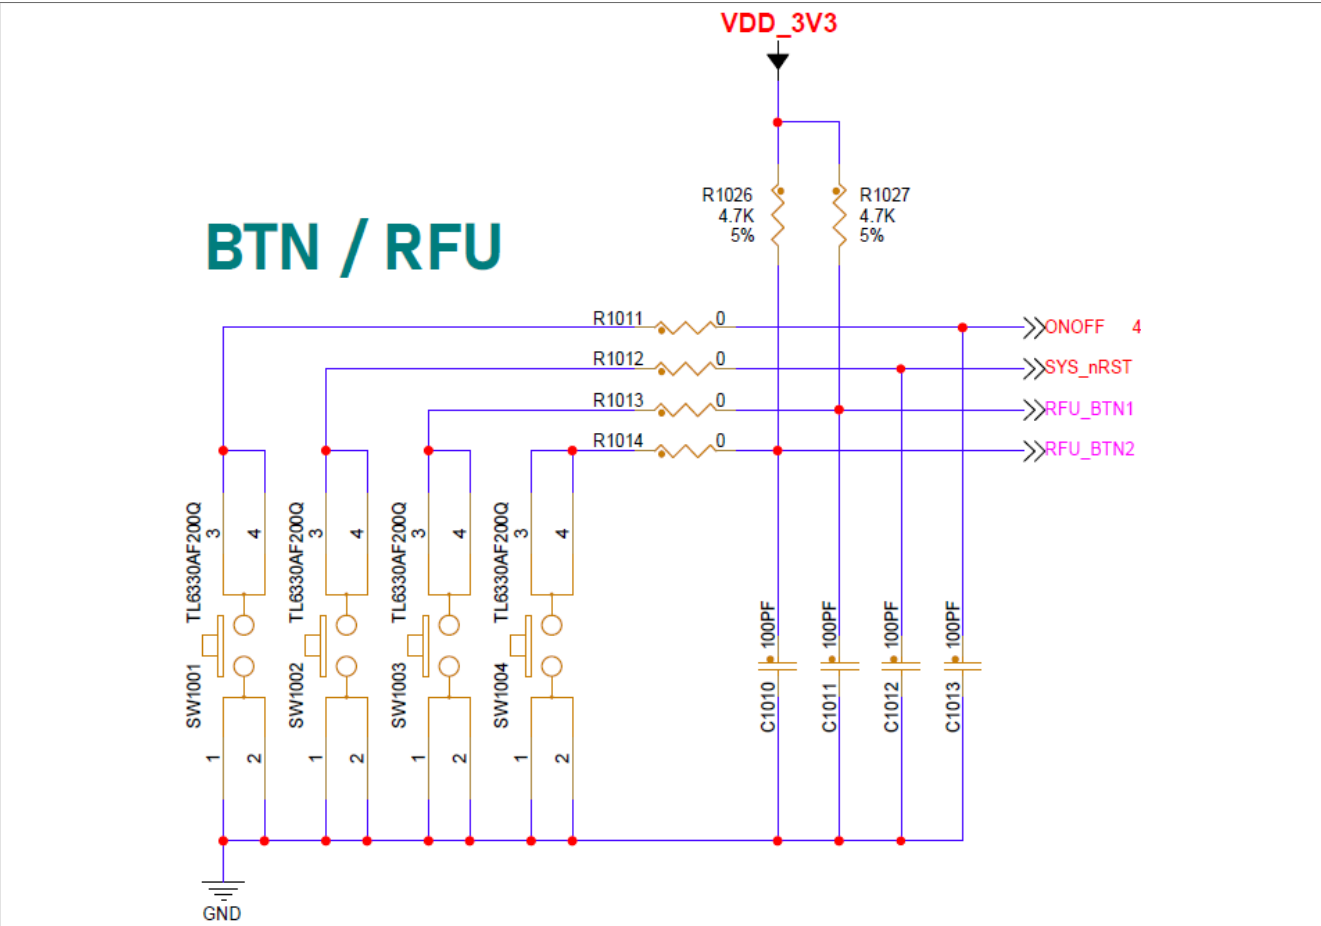 VDD_3V3
R1026
4.7K
5%
R1027
4.7K
5%
BTN / RFU
R1011 0
ONOFF 4
R1012 0
SYS_nRST
R1013 0
RFU_BTN1
R1014 0
RFU_BTN2
TL6330AF200Q
3
4
SW1001
1
2
TL6330AF200Q
3
4
SW1002
1
2
TL6330AF200Q
3
4
SW1003
1
2
TL6330AF200Q
3
4
SW1004
1
2
100PF
C1010
100PF
C1011
100PF
C1012
100PF
C1013
GND